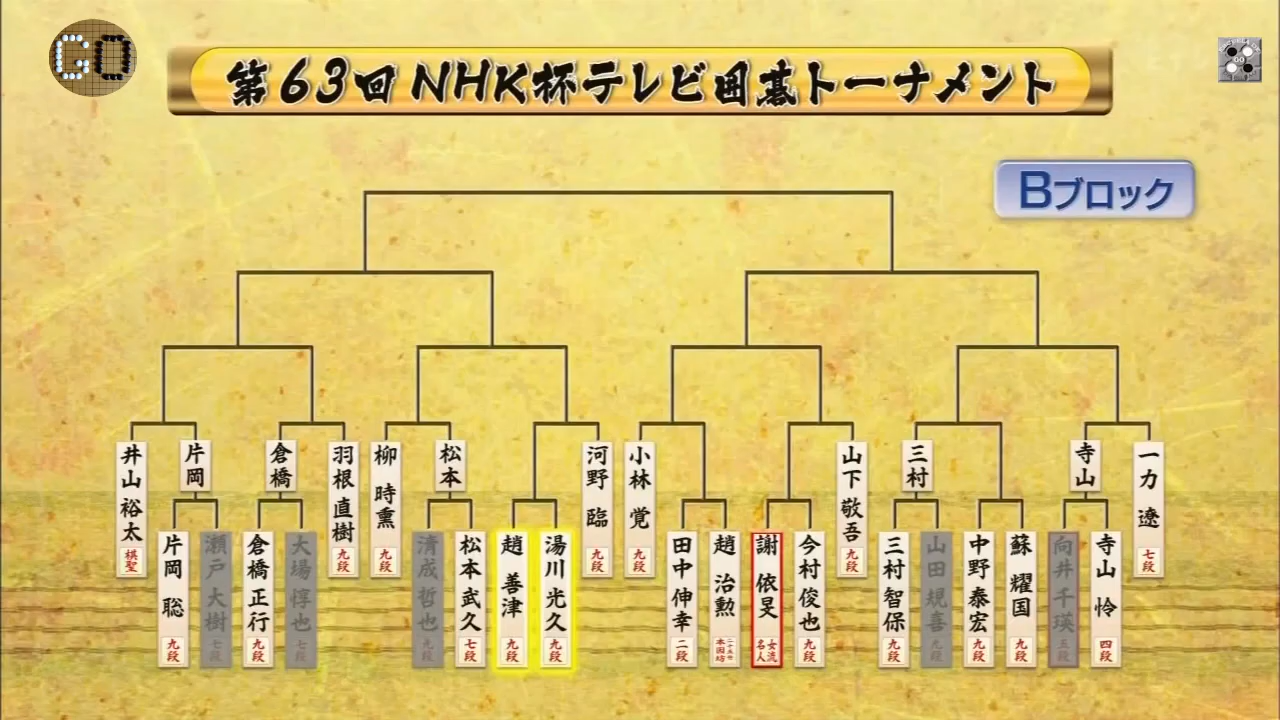 GO
第63回 NHK杯テレビ囲碁トーナメント
Bブロック
井山 裕太 棋聖
片岡
片岡 聡 九段
瀬戸 大樹 七段
倉橋
倉橋 正行 九段
大場 惇也 七段
羽根 直樹 九段
柳 時熏 九段
松本
清成 哲也 九段
松本 武久 七段
趙 善津 九段
湯川 光久 九段
河野 臨 九段
小林 覚 九段
田中 伸幸 二段
趙 治勲 二十五世本因坊
謝 依旻 女流名人
今村 俊也 九段
山下 敬吾 九段
三村
三村 智保 九段
山田 規喜 九段
中野 泰宏 九段
蘇 耀国 九段
寺山
向井 千瑛 五段
寺山 怜 四段
一力 遼 七段